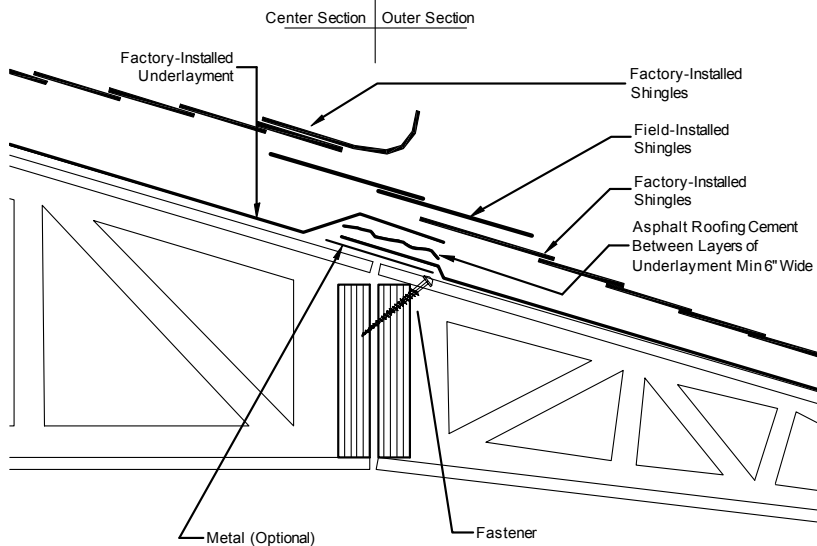 Center Section
Outer Section
Factory-Installed
Underlayment
Factory-Installed
Shingles
Field-Installed
Shingles
Factory-Installed
Shingles
Asphalt Roofing Cement
Between Layers of
Underlayment Min 6" Wide
Metal (Optional)
Fastener